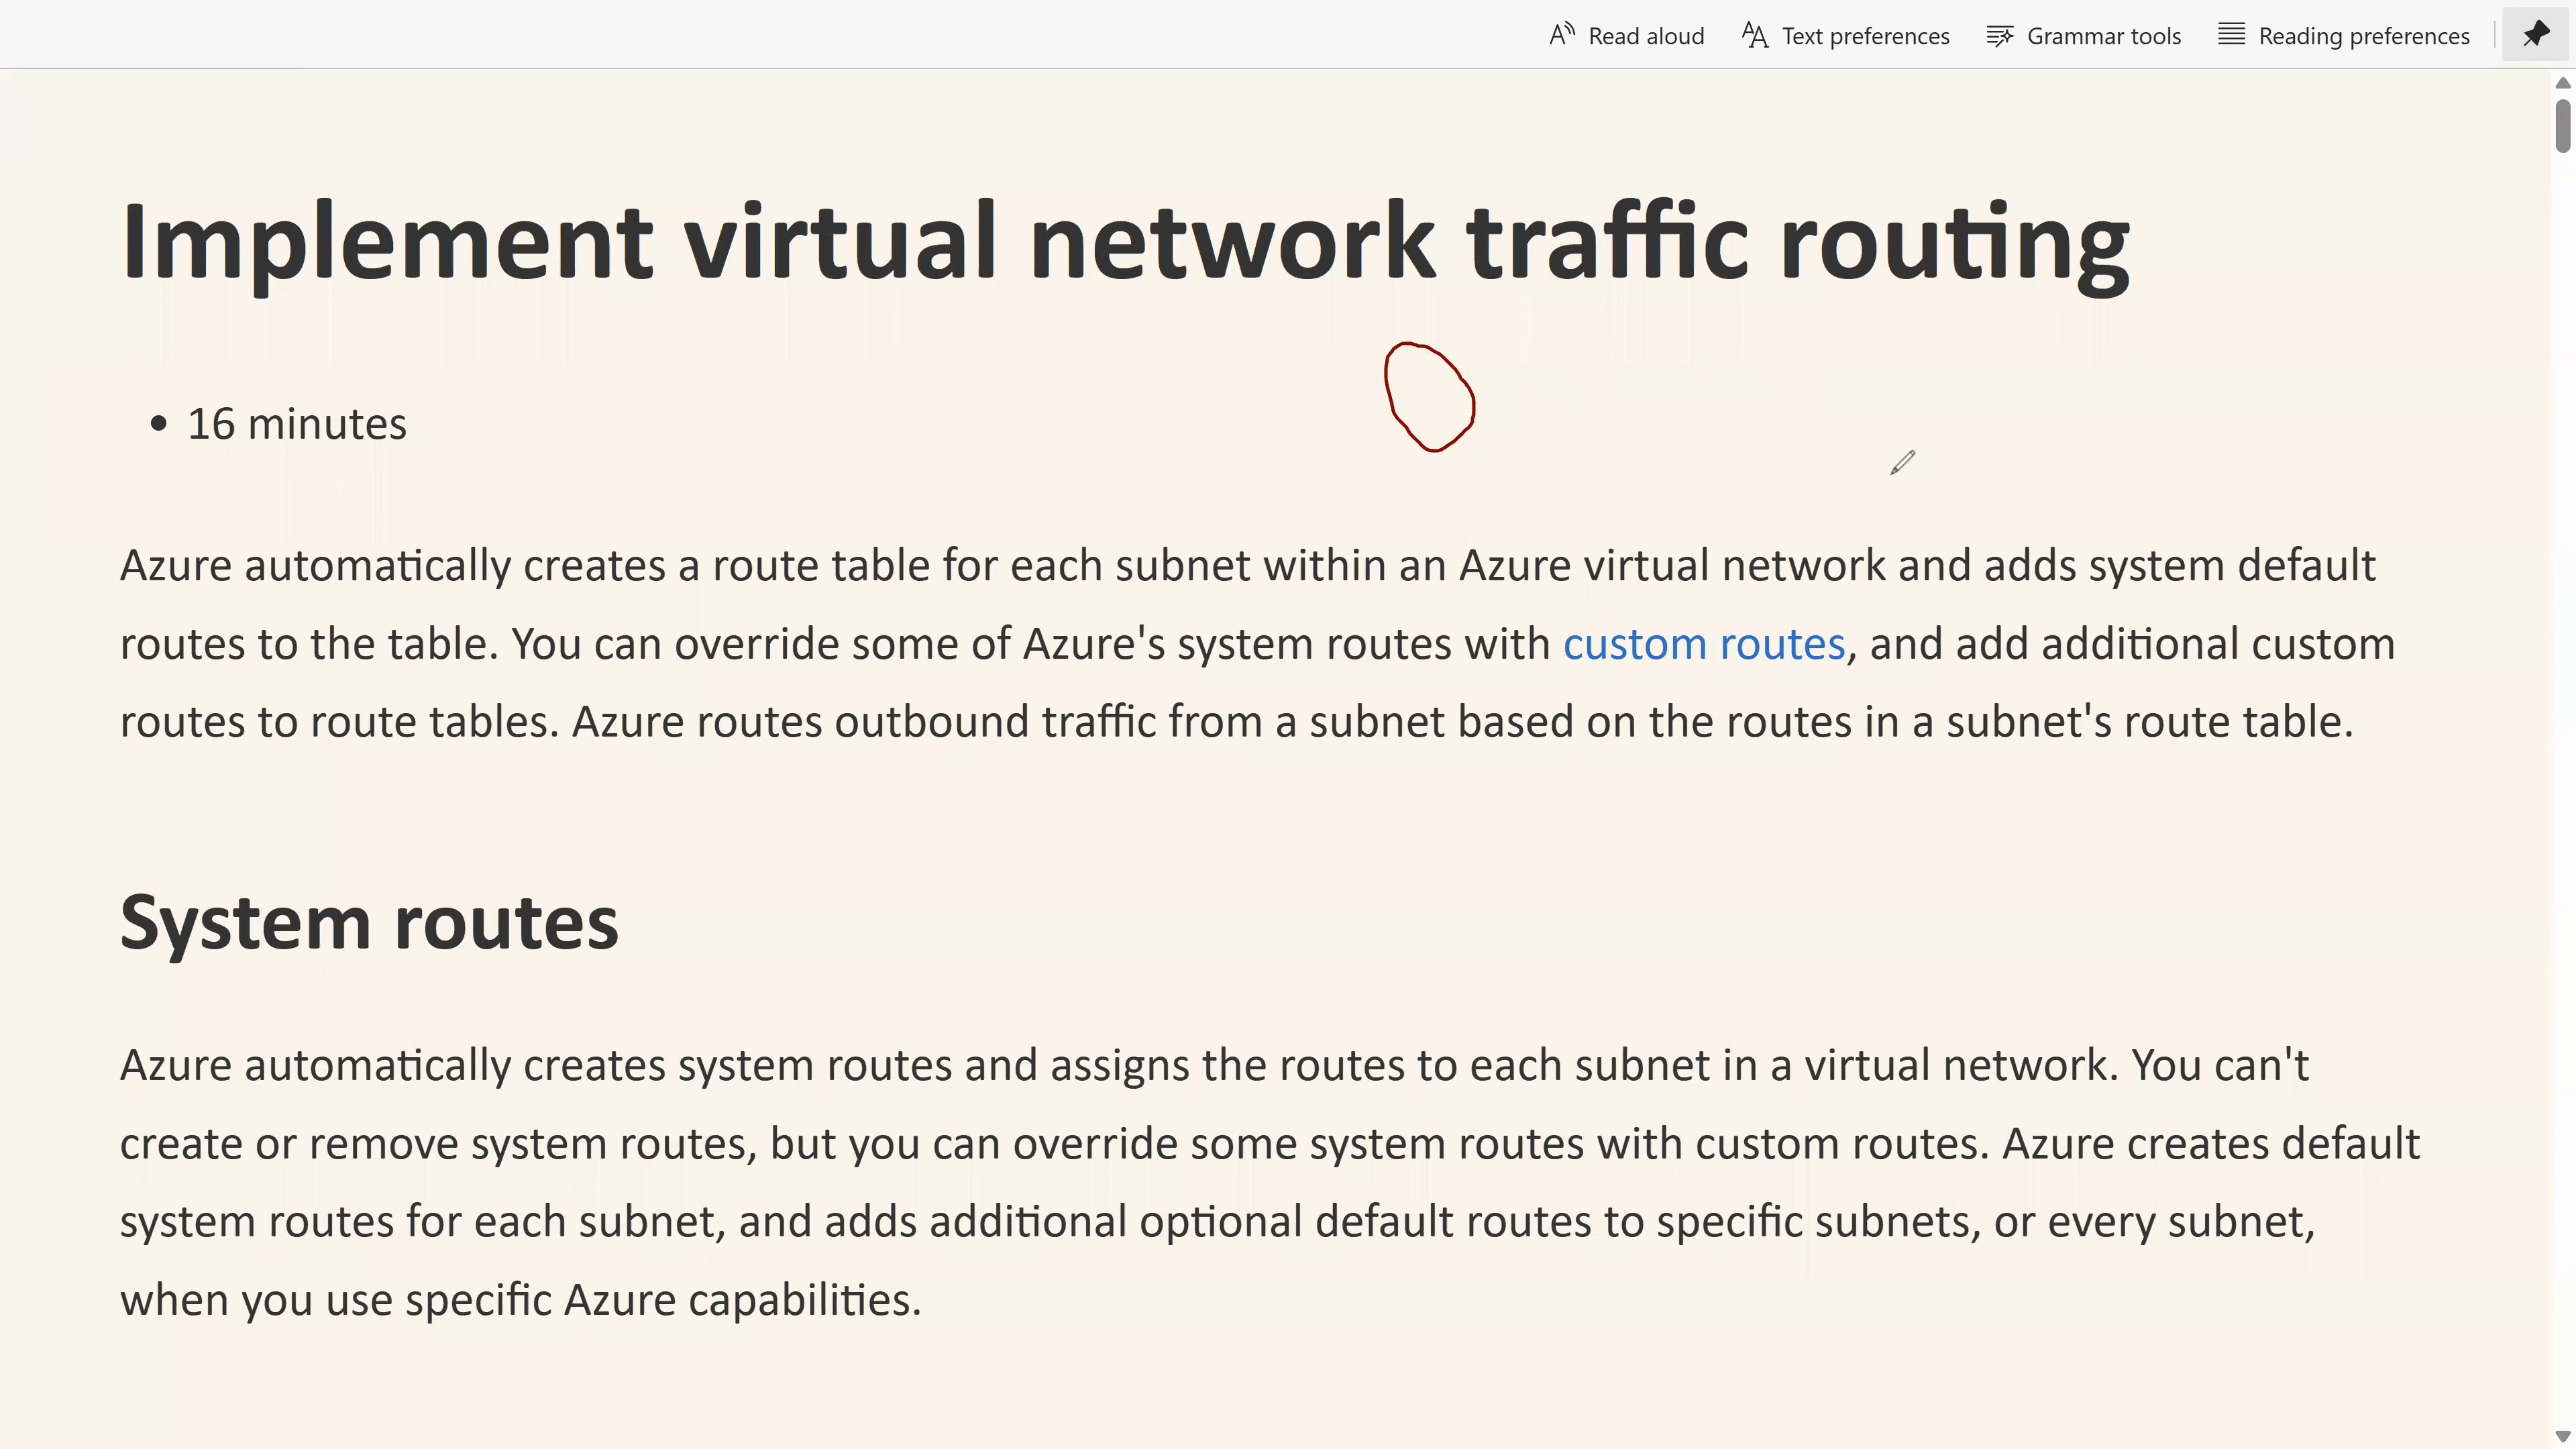 Read aloud Text preferences Grammar tools Reading preferences
Implement virtual network traffic routing
• 16 minutes
Azure automatically creates a route table for each subnet within an Azure virtual network and adds system default
routes to the table. You can override some of Azure's system routes with custom routes, and add additional custom
routes to route tables. Azure routes outbound traffic from a subnet based on the routes in a subnet's route table.
System routes
Azure automatically creates system routes and assigns the routes to each subnet in a virtual network. You can't
create or remove system routes, but you can override some system routes with custom routes. Azure creates default
system routes for each subnet, and adds additional optional default routes to specific subnets, or every subnet,
when you use specific Azure capabilities.